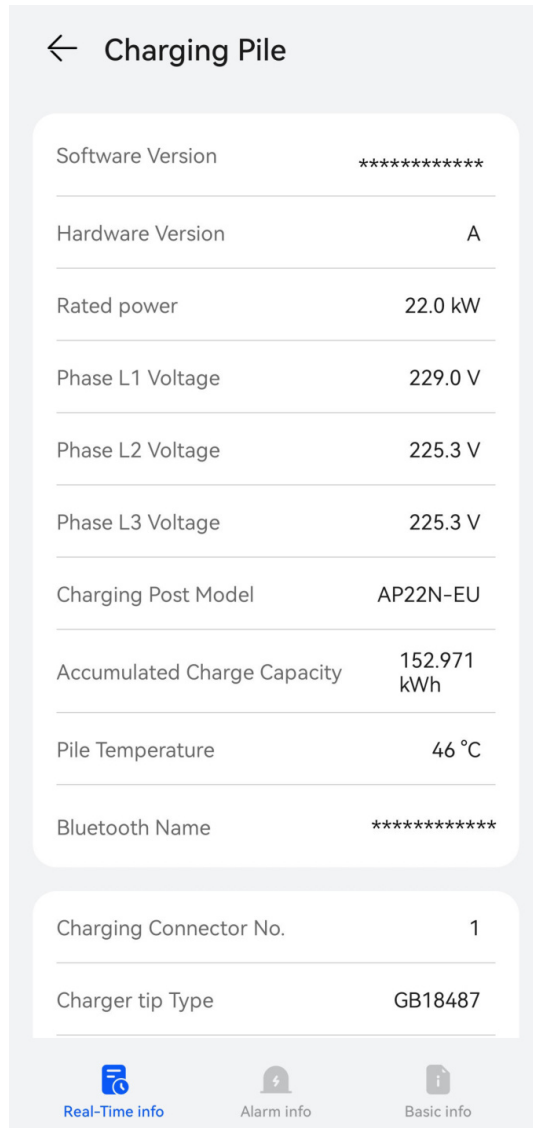 Charging Pile
Software Version ************
Hardware Version A
Rated power 22.0 kW
Phase L1 Voltage 229.0 V
Phase L2 Voltage 225.3 V
Phase L3 Voltage 225.3 V
Charging Post Model AP22N-EU
Accumulated Charge Capacity 152.971
kWh
Pile Temperature 46 °C
Bluetooth Name ************
Charging Connector No. 1
Charger tip Type GB18487
Real-Time info Alarm info Basic info